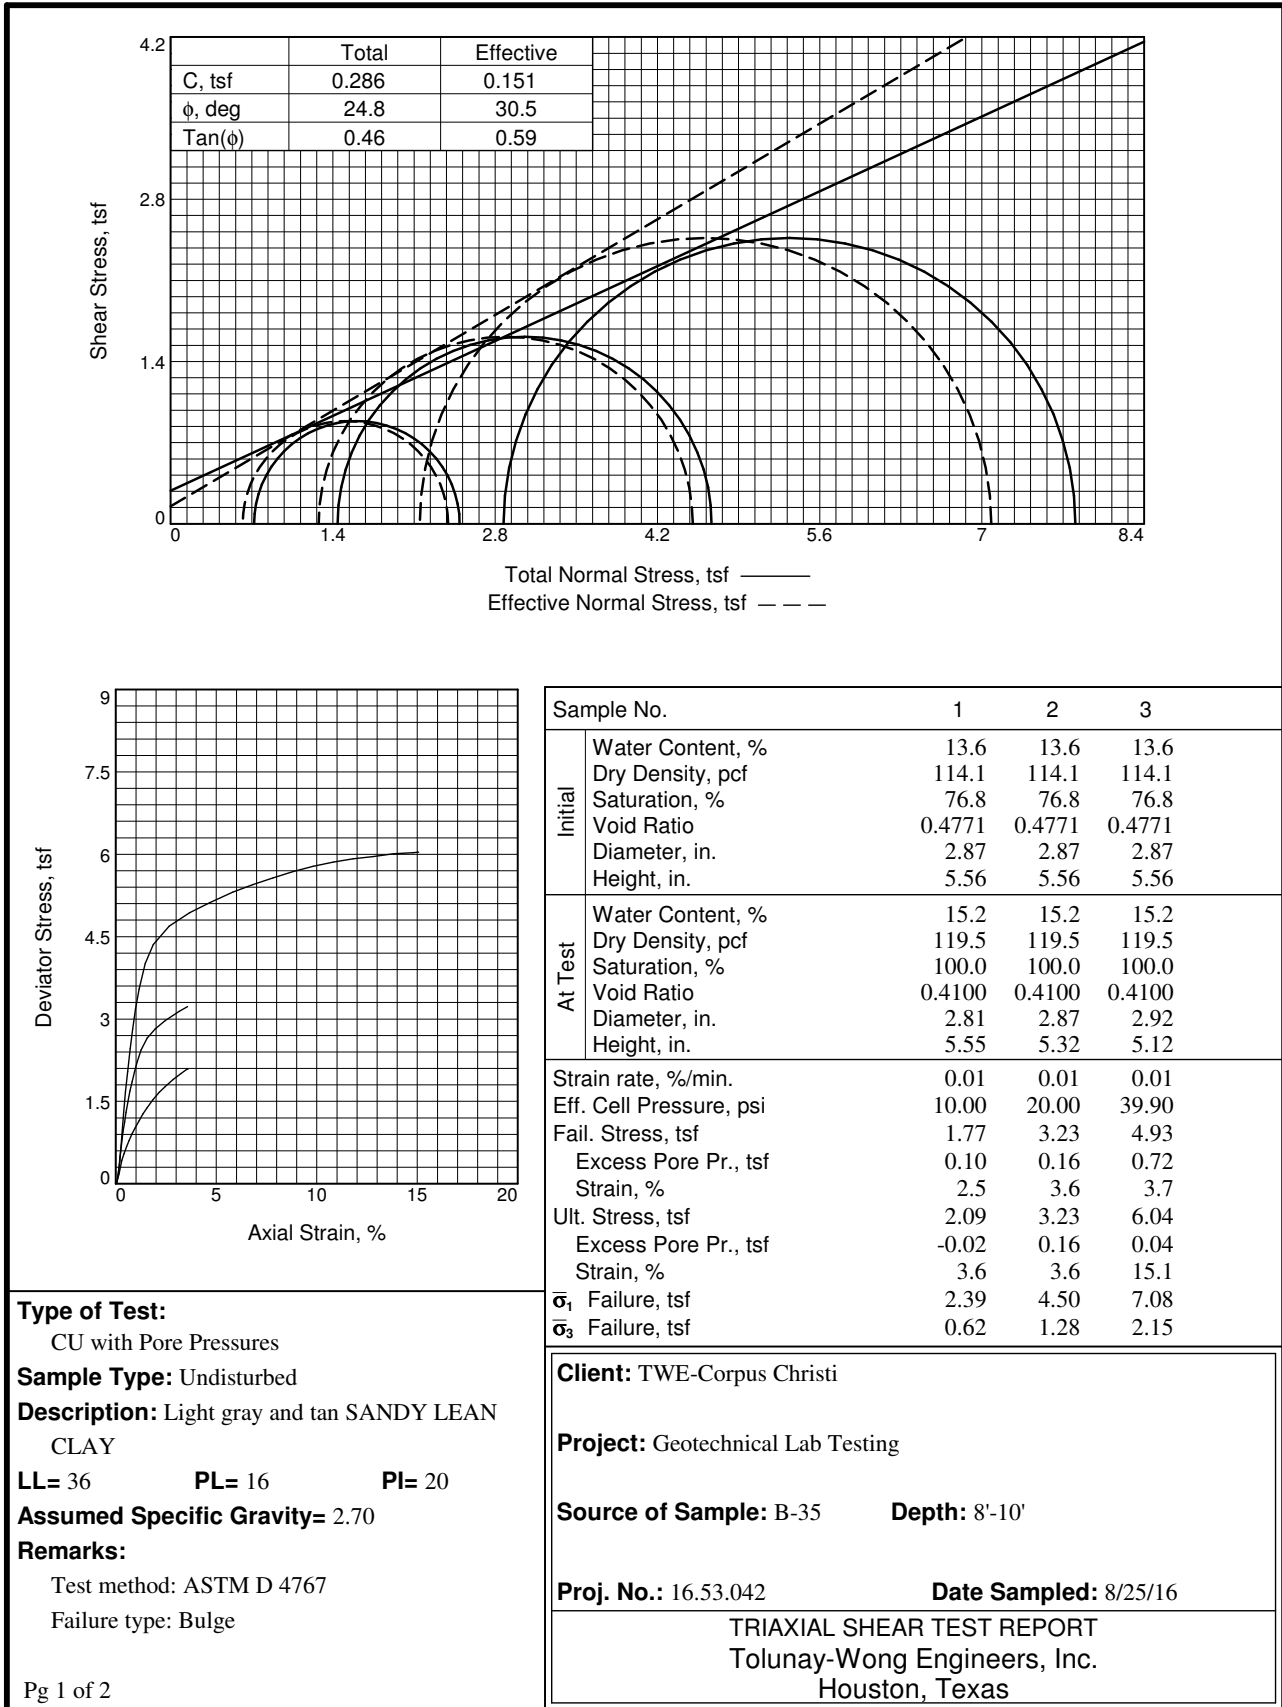 Total Effective
C, tsf 0.286 0.151
ϕ, deg 24.8 30.5
Tan(ϕ) 0.46 0.59
Shear Stress, tsf
4.2
2.8
1.4
0
0 1.4 2.8 4.2 5.6 7 8.4
Total Normal Stress, tsf
Effective Normal Stress, tsf
Deviator Stress, tsf
9
7.5
6
4.5
3
1.5
0
0 5 10 15 20
Axial Strain, %
Sample No. 1 2 3
Initial
Water Content, % 13.6 13.6 13.6
Dry Density, pcf 114.1 114.1 114.1
Saturation, % 76.8 76.8 76.8
Void Ratio 0.4771 0.4771 0.4771
Diameter, in. 2.87 2.87 2.87
Height, in. 5.56 5.56 5.56
At Test
Water Content, % 15.2 15.2 15.2
Dry Density, pcf 119.5 119.5 119.5
Saturation, % 100.0 100.0 100.0
Void Ratio 0.4100 0.4100 0.4100
Diameter, in. 2.81 2.87 2.92
Height, in. 5.55 5.32 5.12
Strain rate, %/min. 0.01 0.01 0.01
Eff. Cell Pressure, psi 10.00 20.00 39.90
Fail. Stress, tsf 1.77 3.23 4.93
Excess Pore Pr., tsf 0.10 0.16 0.72
Strain, % 2.5 3.6 3.7
Ult. Stress, tsf 2.09 3.23 6.04
Excess Pore Pr., tsf -0.02 0.16 0.04
Strain, % 3.6 3.6 15.1
σ̅₁ Failure, tsf 2.39 4.50 7.08
σ̅₃ Failure, tsf 0.62 1.28 2.15
Type of Test:
CU with Pore Pressures
Sample Type: Undisturbed
Description: Light gray and tan SANDY LEAN
CLAY
LL= 36 PL= 16 PI= 20
Assumed Specific Gravity= 2.70
Remarks:
Test method: ASTM D 4767
Failure type: Bulge
Pg 1 of 2
Client: TWE-Corpus Christi
Project: Geotechnical Lab Testing
Source of Sample: B-35 Depth: 8'-10'
Proj. No.: 16.53.042 Date Sampled: 8/25/16
TRIAXIAL SHEAR TEST REPORT
Tolunay-Wong Engineers, Inc.
Houston, Texas